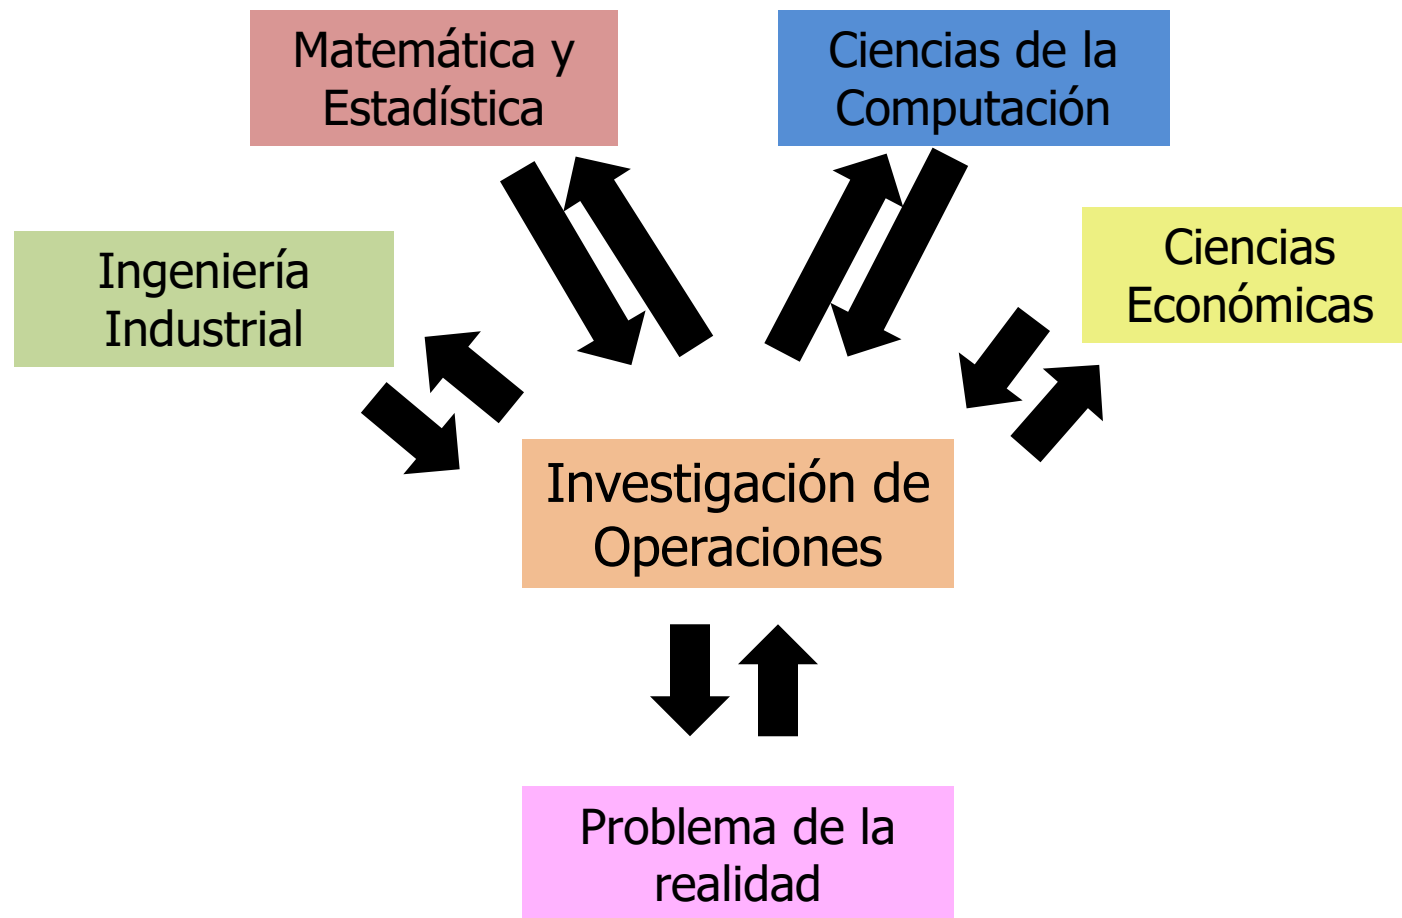 Matemática y
Estadística
Ciencias de la
Computación
Ingeniería
Industrial
Ciencias
Económicas
Investigación de
Operaciones
Problema de la
realidad